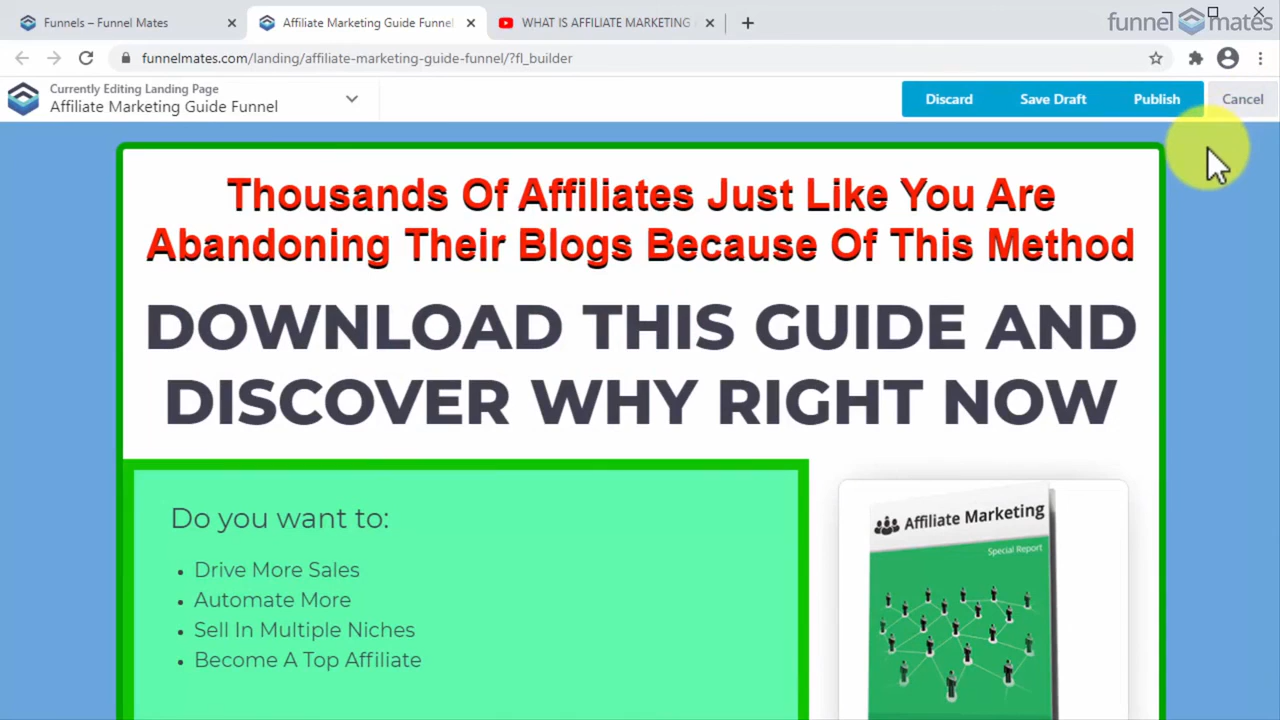 Funnels – Funnel Mates
Affiliate Marketing Guide Funnel
WHAT IS AFFILIATE MARKETING
funnel mates
funnelmates.com/landing/affiliate-marketing-guide-funnel/?fl_builder
Currently Editing Landing Page
Affiliate Marketing Guide Funnel
Discard
Save Draft
Publish
Cancel
Thousands Of Affiliates Just Like You Are
Abandoning Their Blogs Because Of This Method
DOWNLOAD THIS GUIDE AND
DISCOVER WHY RIGHT NOW
Do you want to:
• Drive More Sales
• Automate More
• Sell In Multiple Niches
• Become A Top Affiliate
Affiliate Marketing
Special Report